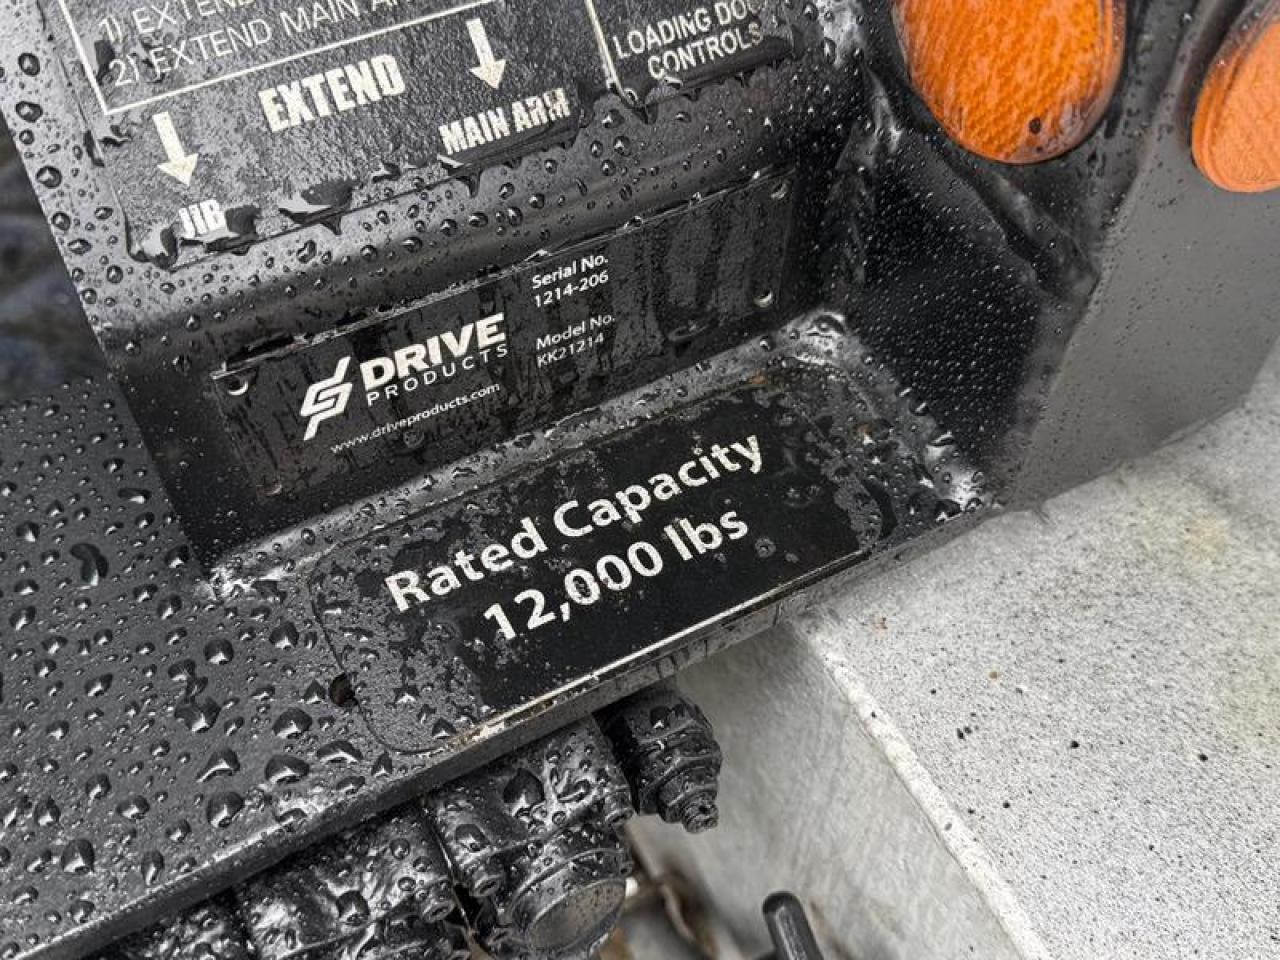 1) EXTEND
2) EXTEND MAIN
EXTEND
MAIN ARM
JIB
LOADING
CONTROLS
DRIVE
PRODUCTS
www.driveproducts.com
Serial No.
1214-206
Model No.
KK21214
Rated Capacity
12,000 lbs